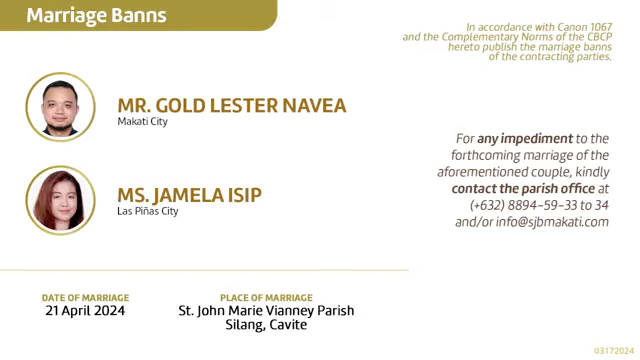 Marriage Banns
In accordance with Canon 1067
and the Complementary Norms of the CBCP
hereto publish the marriage banns
of the contracting parties.
MR. GOLD LESTER NAVEA
Makati City
MS. JAMELA ISIP
Las Piñas City
For any impediment to the
forthcoming marriage of the
aforementioned couple, kindly
contact the parish office at
(+632) 8894-59-33 to 34
and/or info@sjbmakati.com
DATE OF MARRIAGE
21 April 2024
PLACE OF MARRIAGE
St. John Marie Vianney Parish
Silang, Cavite
03172024